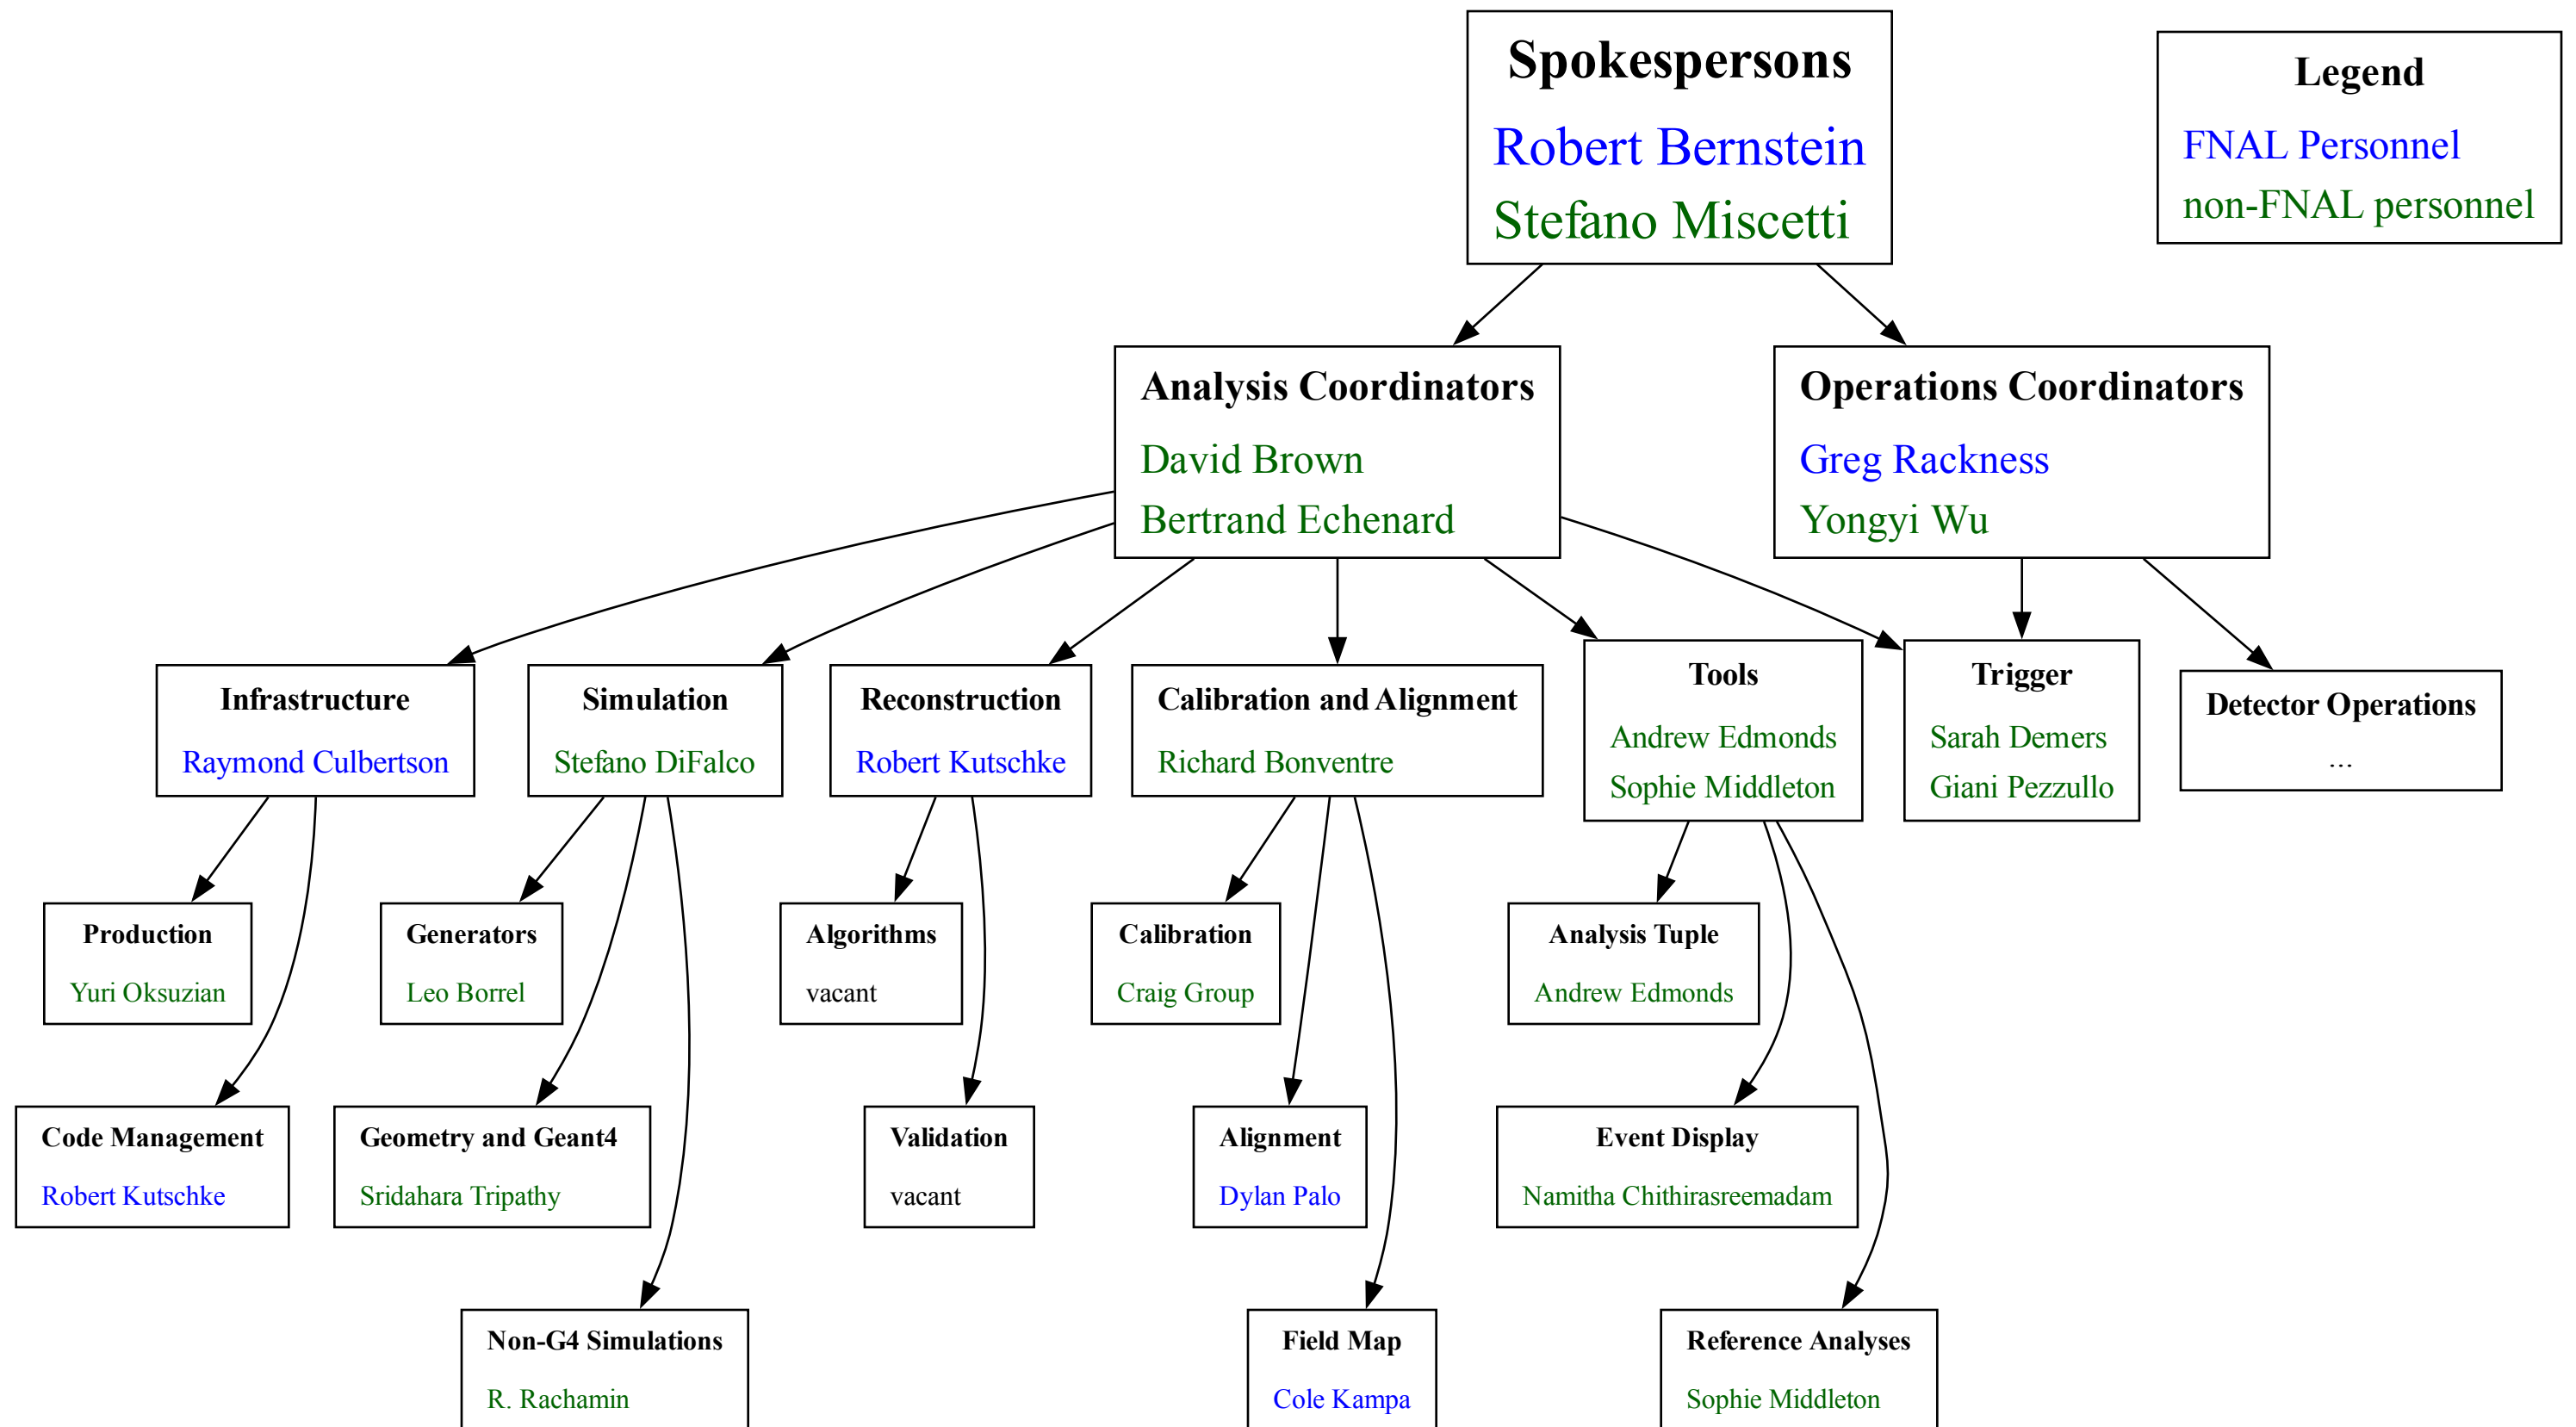 Spokespersons
Robert Bernstein
Stefano Miscetti
Legend
FNAL Personnel
non-FNAL personnel
Analysis Coordinators
David Brown
Bertrand Echenard
Operations Coordinators
Greg Rackness
Yongyi Wu
Infrastructure
Raymond Culbertson
Simulation
Stefano DiFalco
Reconstruction
Robert Kutschke
Calibration and Alignment
Richard Bonventre
Tools
Andrew Edmonds
Sophie Middleton
Trigger
Sarah Demers
Giani Pezzullo
Detector Operations
...
Production
Yuri Oksuzian
Generators
Leo Borrel
Algorithms
vacant
Calibration
Craig Group
Analysis Tuple
Andrew Edmonds
Code Management
Robert Kutschke
Geometry and Geant4
Sridahara Tripathy
Validation
vacant
Alignment
Dylan Palo
Event Display
Namitha Chithirasreemadam
Non-G4 Simulations
R. Rachamin
Field Map
Cole Kampa
Reference Analyses
Sophie Middleton